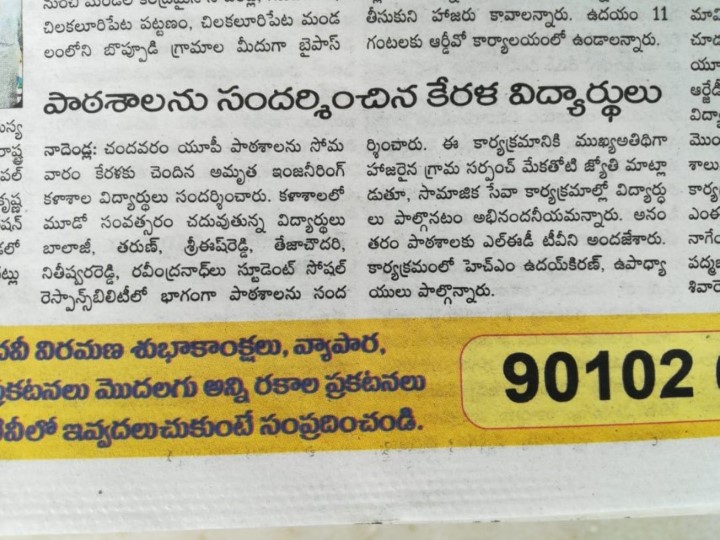 చిలకలూరిపేట పట్టణం, చిలకలూరిపేట మండ
లంలోని బొప్పూడి గ్రామాల మీదుగా బైపాస్
తీసుకుని హాజరు కావాలన్నారు. ఉదయం 11
గంటలకు ఆర్డీవో కార్యాలయంలో ఉండాలన్నారు.
పాఠశాలను సందర్శించిన కేరళ విద్యార్థులు
నాదెండ్ల: చందవరం యూపీ పాఠశాలను సోమ
వారం కేరళకు చెందిన అమృత ఇంజనీరింగ్
కళాశాల విద్యార్థులు సందర్శించారు. కళాశాలలో
మూడో సంవత్సరం చదువుతున్న విద్యార్థులు
బాలాజీ, తరుణ్, శ్రీఈష్‌రెడ్డి, తేజాచౌదరి,
నితీష్వరరెడ్డి, రవీంద్రనాథ్‌లు స్టూడెంట్ సోషల్
రెస్పాన్స్‌బిలిటీలో భాగంగా పాఠశాలను సంద
ర్శించారు. ఈ కార్యక్రమానికి ముఖ్యఅతిథిగా
హాజరైన గ్రామ సర్పంచ్ మేకతోటి జ్యోతి మాట్లా
డుతూ, సామాజిక సేవా కార్యక్రమాల్లో విద్యార్థు
లు పాల్గొనటం అభినందనీయమన్నారు. అనం
తరం పాఠశాలకు ఎల్‌ఈడీ టీవీని అందజేశారు.
కార్యక్రమంలో హెచ్‌ఎం ఉదయ్‌కిరణ్, ఉపాధ్యా
యులు పాల్గొన్నారు.
విరమణ శుభాకాంక్షలు, వ్యాపార,
ప్రకటనలు మొదలగు అన్ని రకాల ప్రకటనలు
ఇవ్వదలుచుకుంటే సంప్రదించండి.
90102